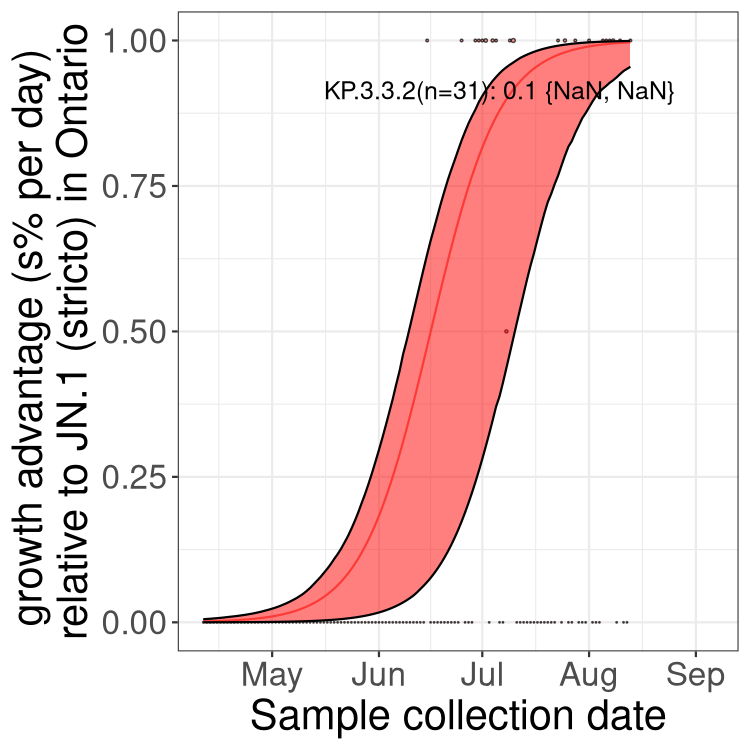 growth advantage (s% per day)
relative to JN.1 (stricto) in Ontario
1.00
0.75
0.50
0.25
0.00
KP.3.3.2(n=31): 0.1 {NaN, NaN}
May Jun Jul Aug Sep
Sample collection date